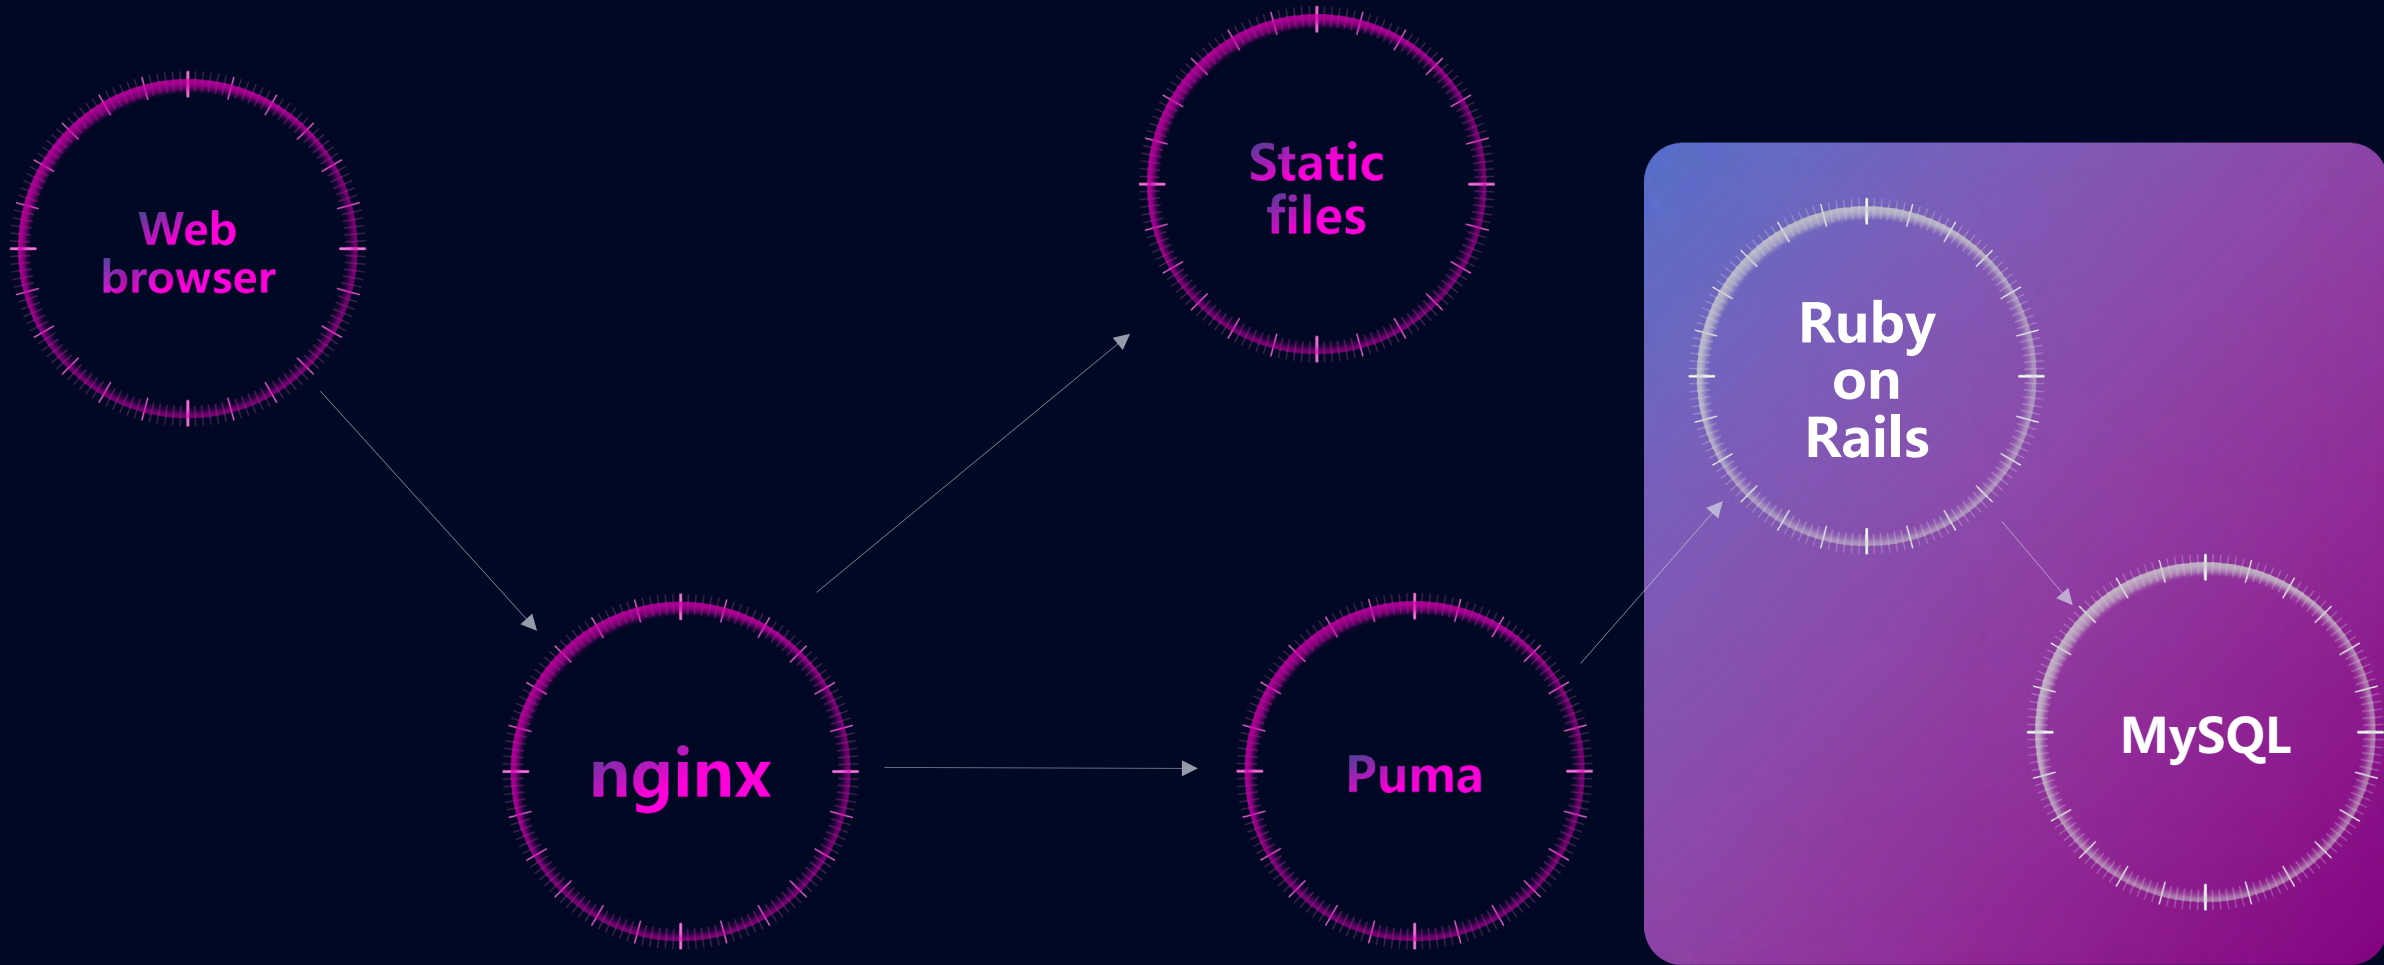 Web
browser
Static
files
Ruby
on
Rails
nginx
Puma
MySQL